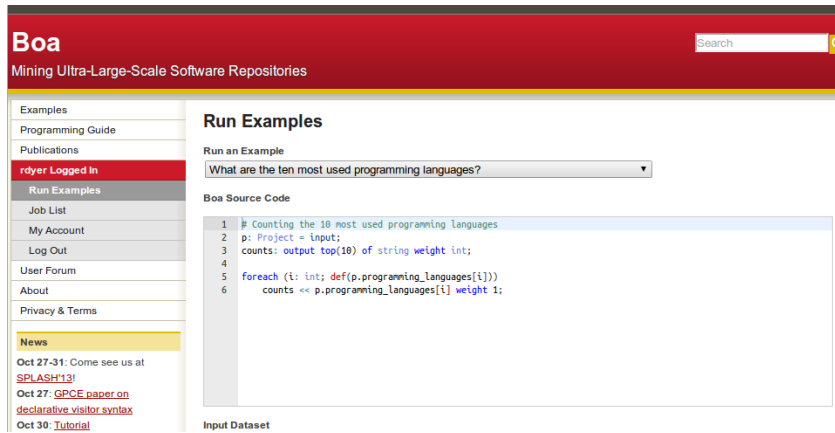 Boa
Search
Mining Ultra-Large-Scale Software Repositories
Examples
Programming Guide
Publications
rdyer Logged In
Run Examples
Job List
My Account
Log Out
User Forum
About
Privacy & Terms
News
Oct 27-31: Come see us at
SPLASH'13!
Oct 27: GPCE paper on
declarative visitor syntax
Oct 30: Tutorial
Run Examples
Run an Example
What are the ten most used programming languages?
Boa Source Code
1 # Counting the 10 most used programming languages
2 p: Project = input;
3 counts: output top(10) of string weight int;
4
5 foreach (i: int; def(p.programming_languages[i]))
6     counts << p.programming_languages[i] weight 1;
Input Dataset